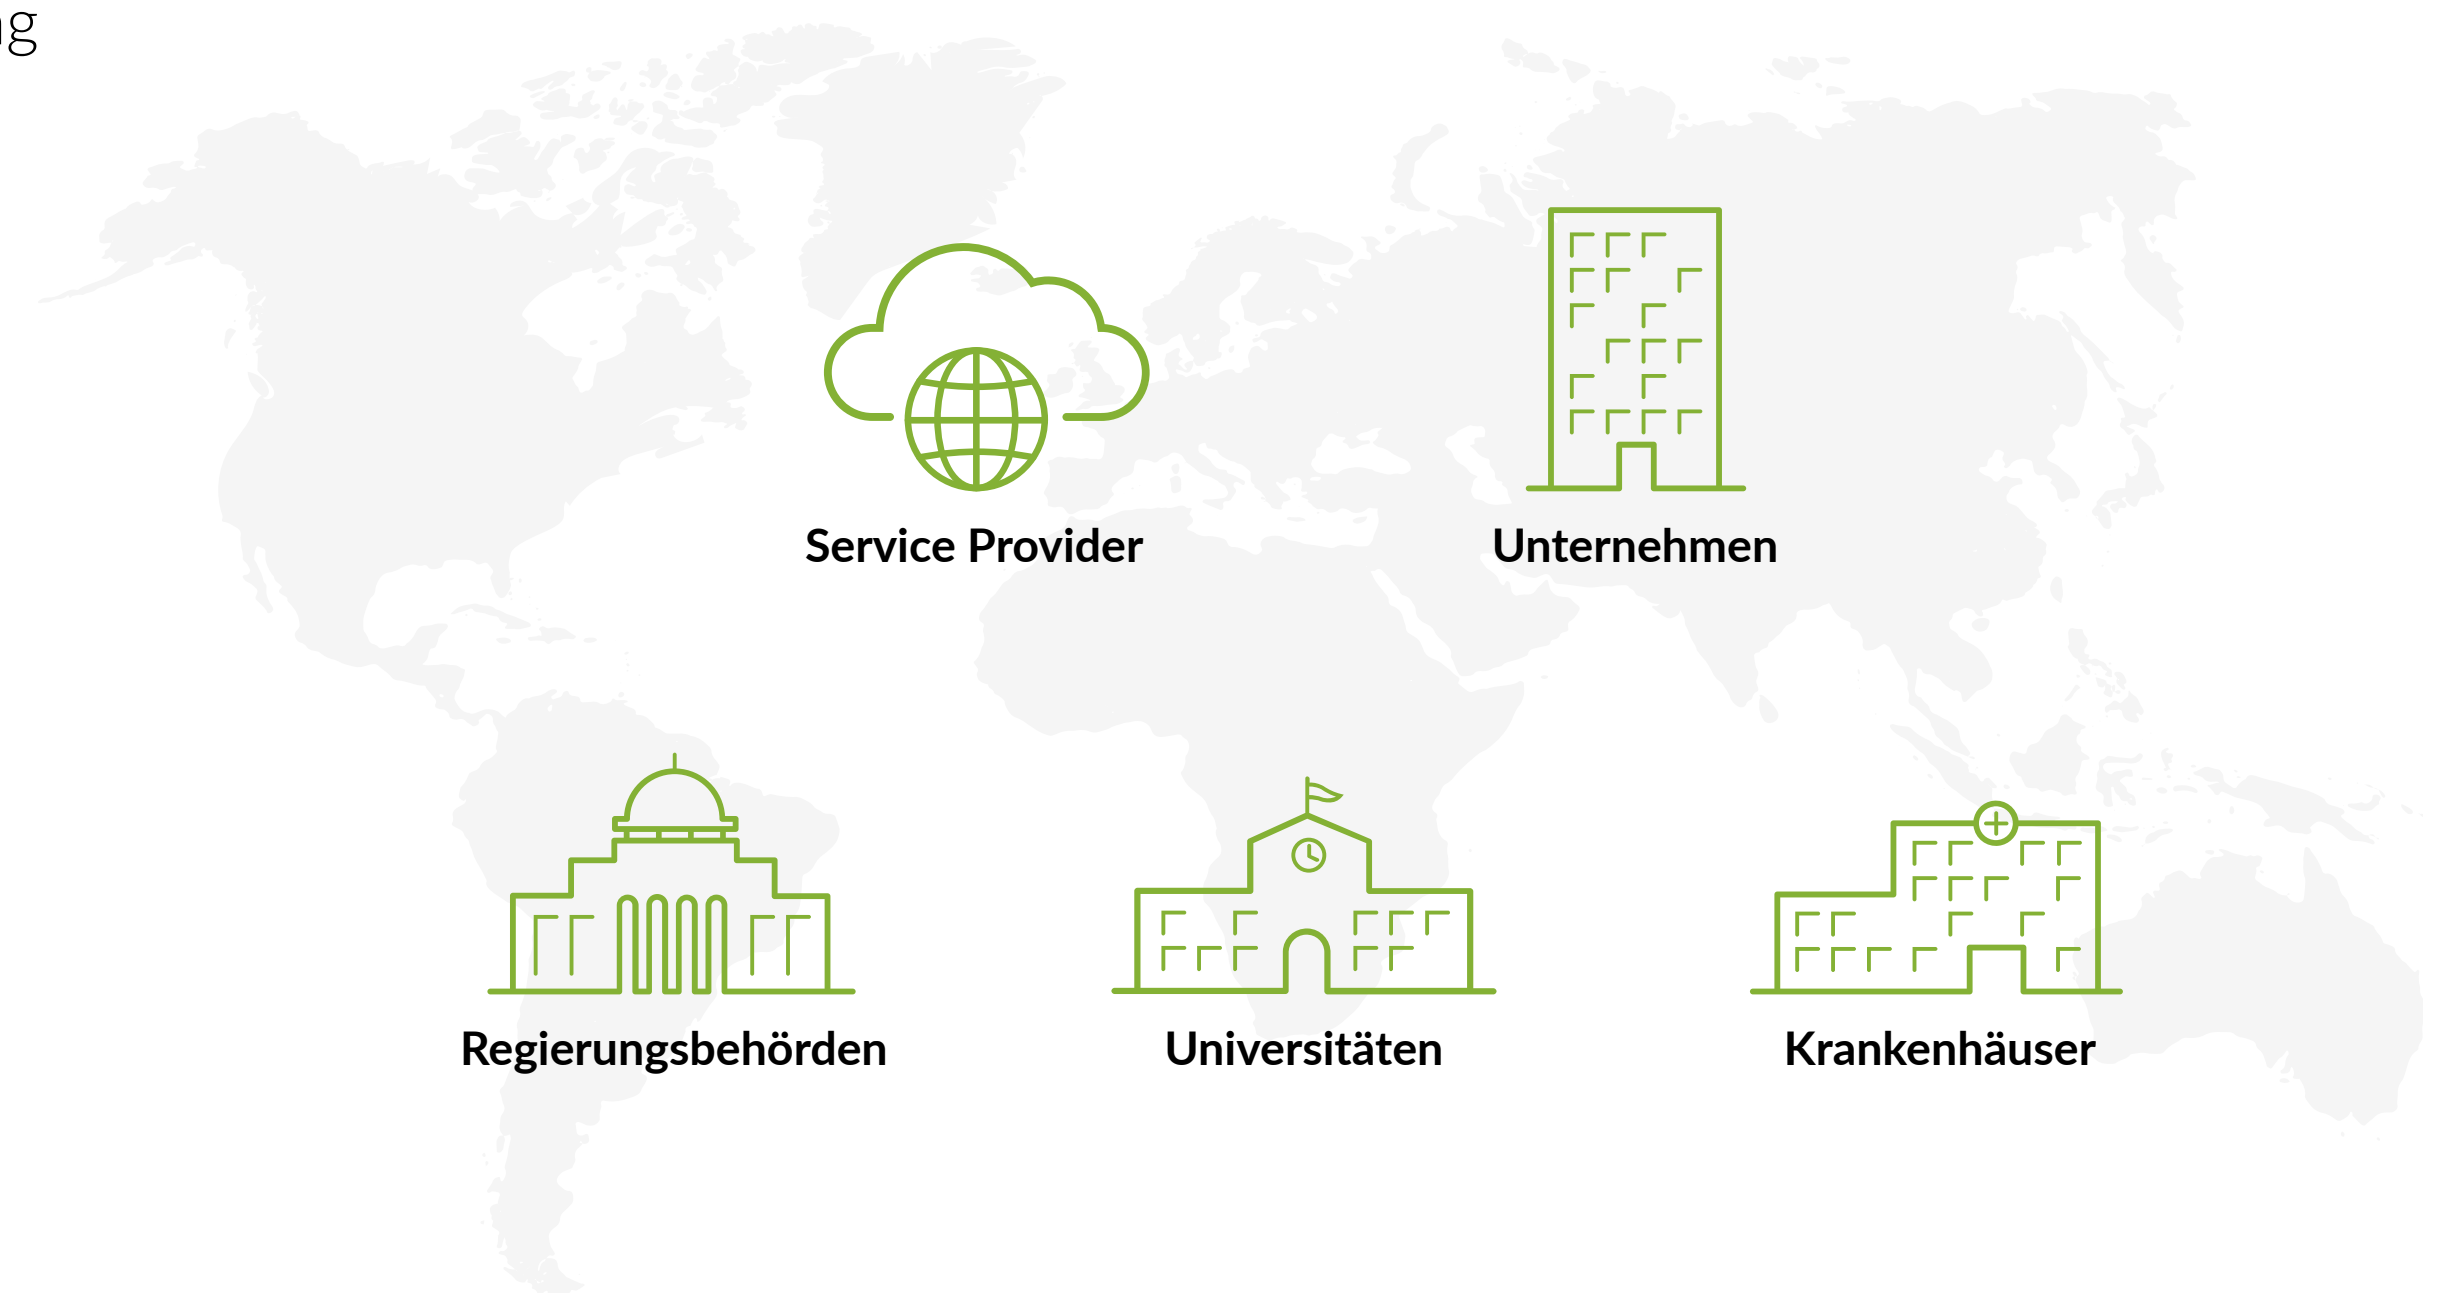 Service Provider
Unternehmen
Regierungsbehörden
Universitäten
Krankenhäuser